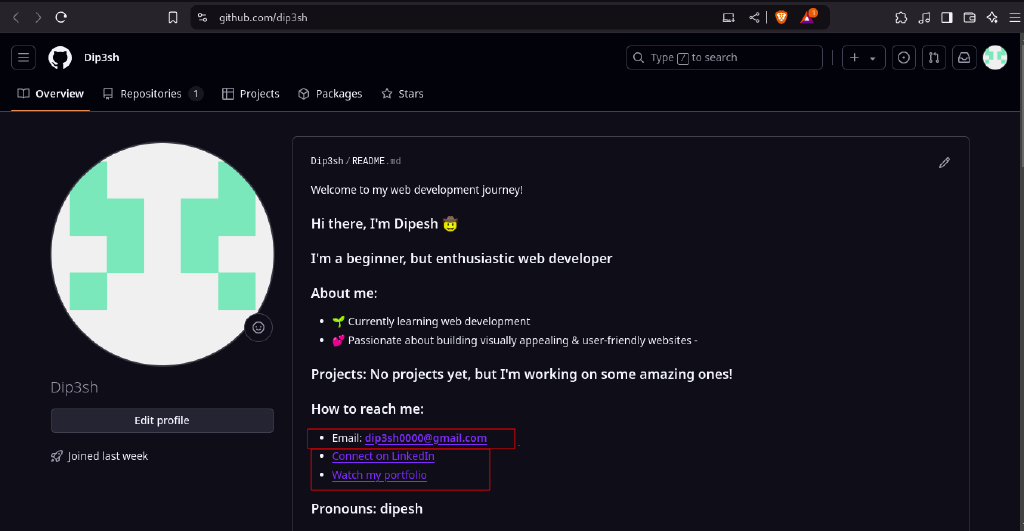 github.com/dip3sh
1
Dip3sh
Type / to search
Overview
Repositories 1
Projects
Packages
Stars
Dip3sh/README.md
Welcome to my web development journey!
Hi there, I'm Dipesh 🤠
I'm a beginner, but enthusiastic web developer
About me:
• 🌱 Currently learning web development
• 💕 Passionate about building visually appealing & user-friendly websites -
Projects: No projects yet, but I'm working on some amazing ones!
How to reach me:
• Email: dip3sh0000@gmail.com
• Connect on LinkedIn
• Watch my portfolio
Pronouns: dipesh
Dip3sh
Edit profile
Joined last week